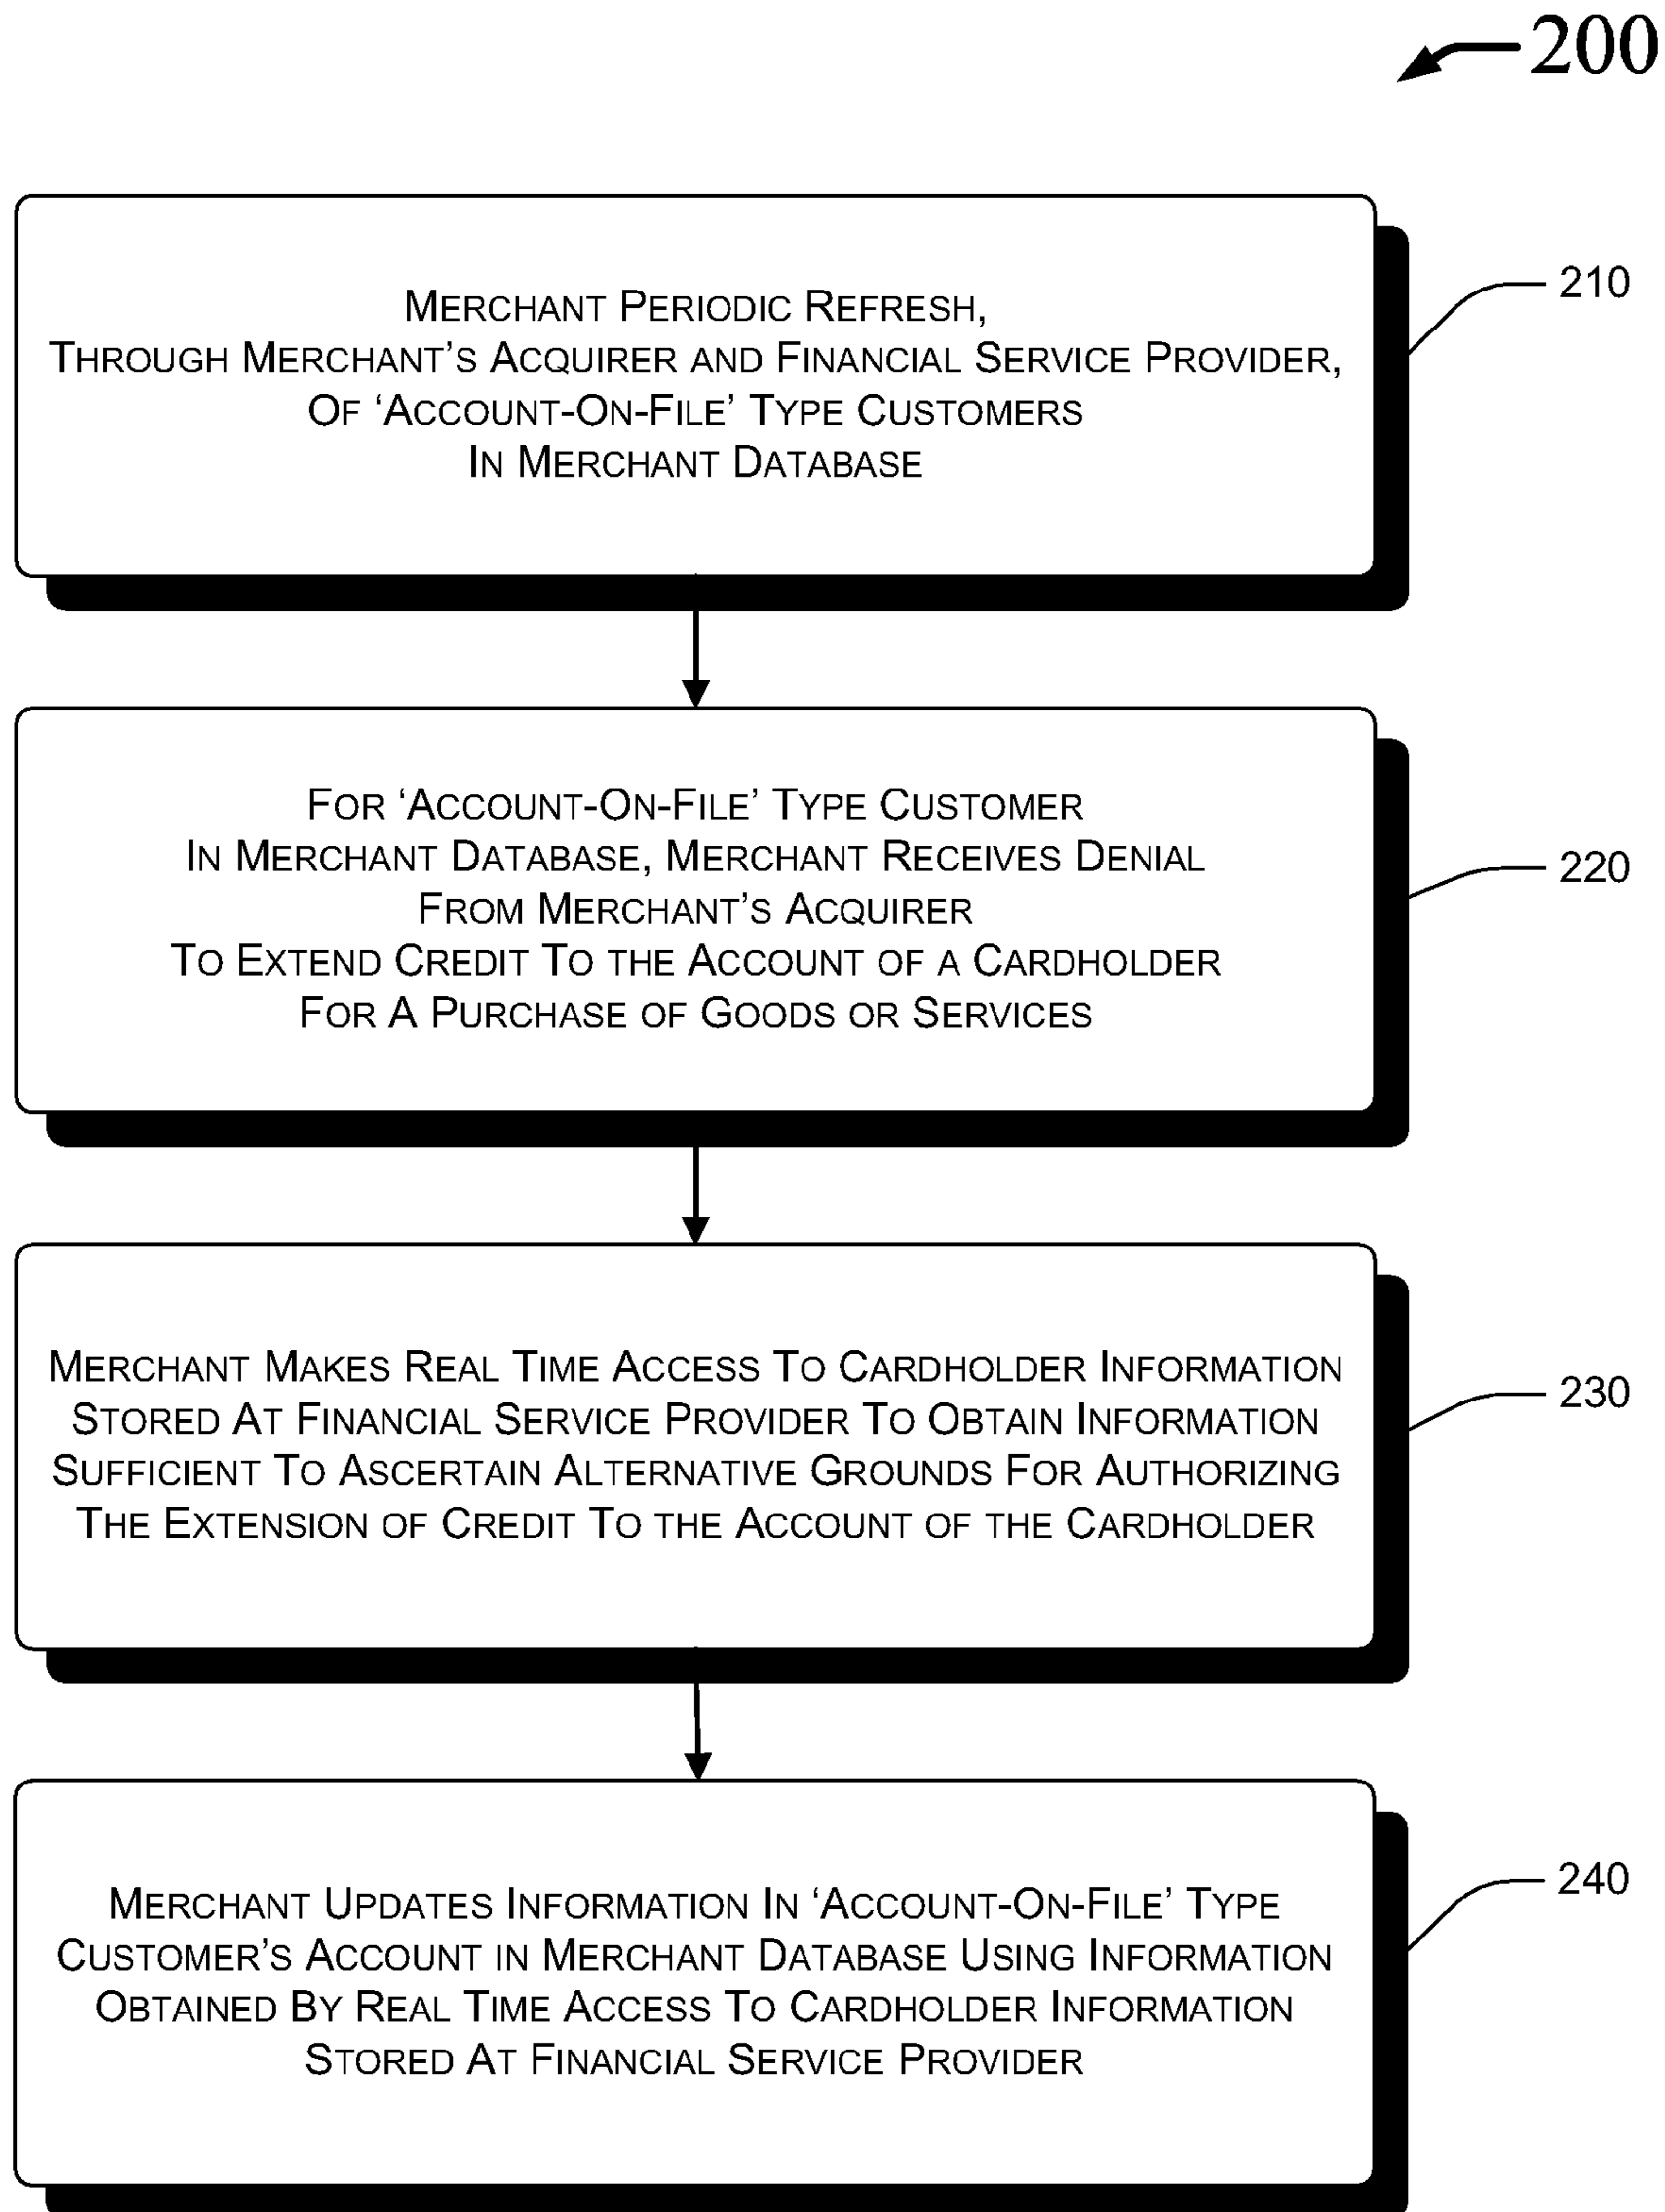 200
MERCHANT PERIODIC REFRESH,
THROUGH MERCHANT'S ACQUIRER AND FINANCIAL SERVICE PROVIDER,
OF 'ACCOUNT-ON-FILE' TYPE CUSTOMERS
IN MERCHANT DATABASE
210
FOR 'ACCOUNT-ON-FILE' TYPE CUSTOMER
IN MERCHANT DATABASE, MERCHANT RECEIVES DENIAL
FROM MERCHANT'S ACQUIRER
TO EXTEND CREDIT TO THE ACCOUNT OF A CARDHOLDER
FOR A PURCHASE OF GOODS OR SERVICES
220
MERCHANT MAKES REAL TIME ACCESS TO CARDHOLDER INFORMATION
STORED AT FINANCIAL SERVICE PROVIDER TO OBTAIN INFORMATION
SUFFICIENT TO ASCERTAIN ALTERNATIVE GROUNDS FOR AUTHORIZING
THE EXTENSION OF CREDIT TO THE ACCOUNT OF THE CARDHOLDER
230
MERCHANT UPDATES INFORMATION IN 'ACCOUNT-ON-FILE' TYPE
CUSTOMER'S ACCOUNT IN MERCHANT DATABASE USING INFORMATION
OBTAINED BY REAL TIME ACCESS TO CARDHOLDER INFORMATION
STORED AT FINANCIAL SERVICE PROVIDER
240